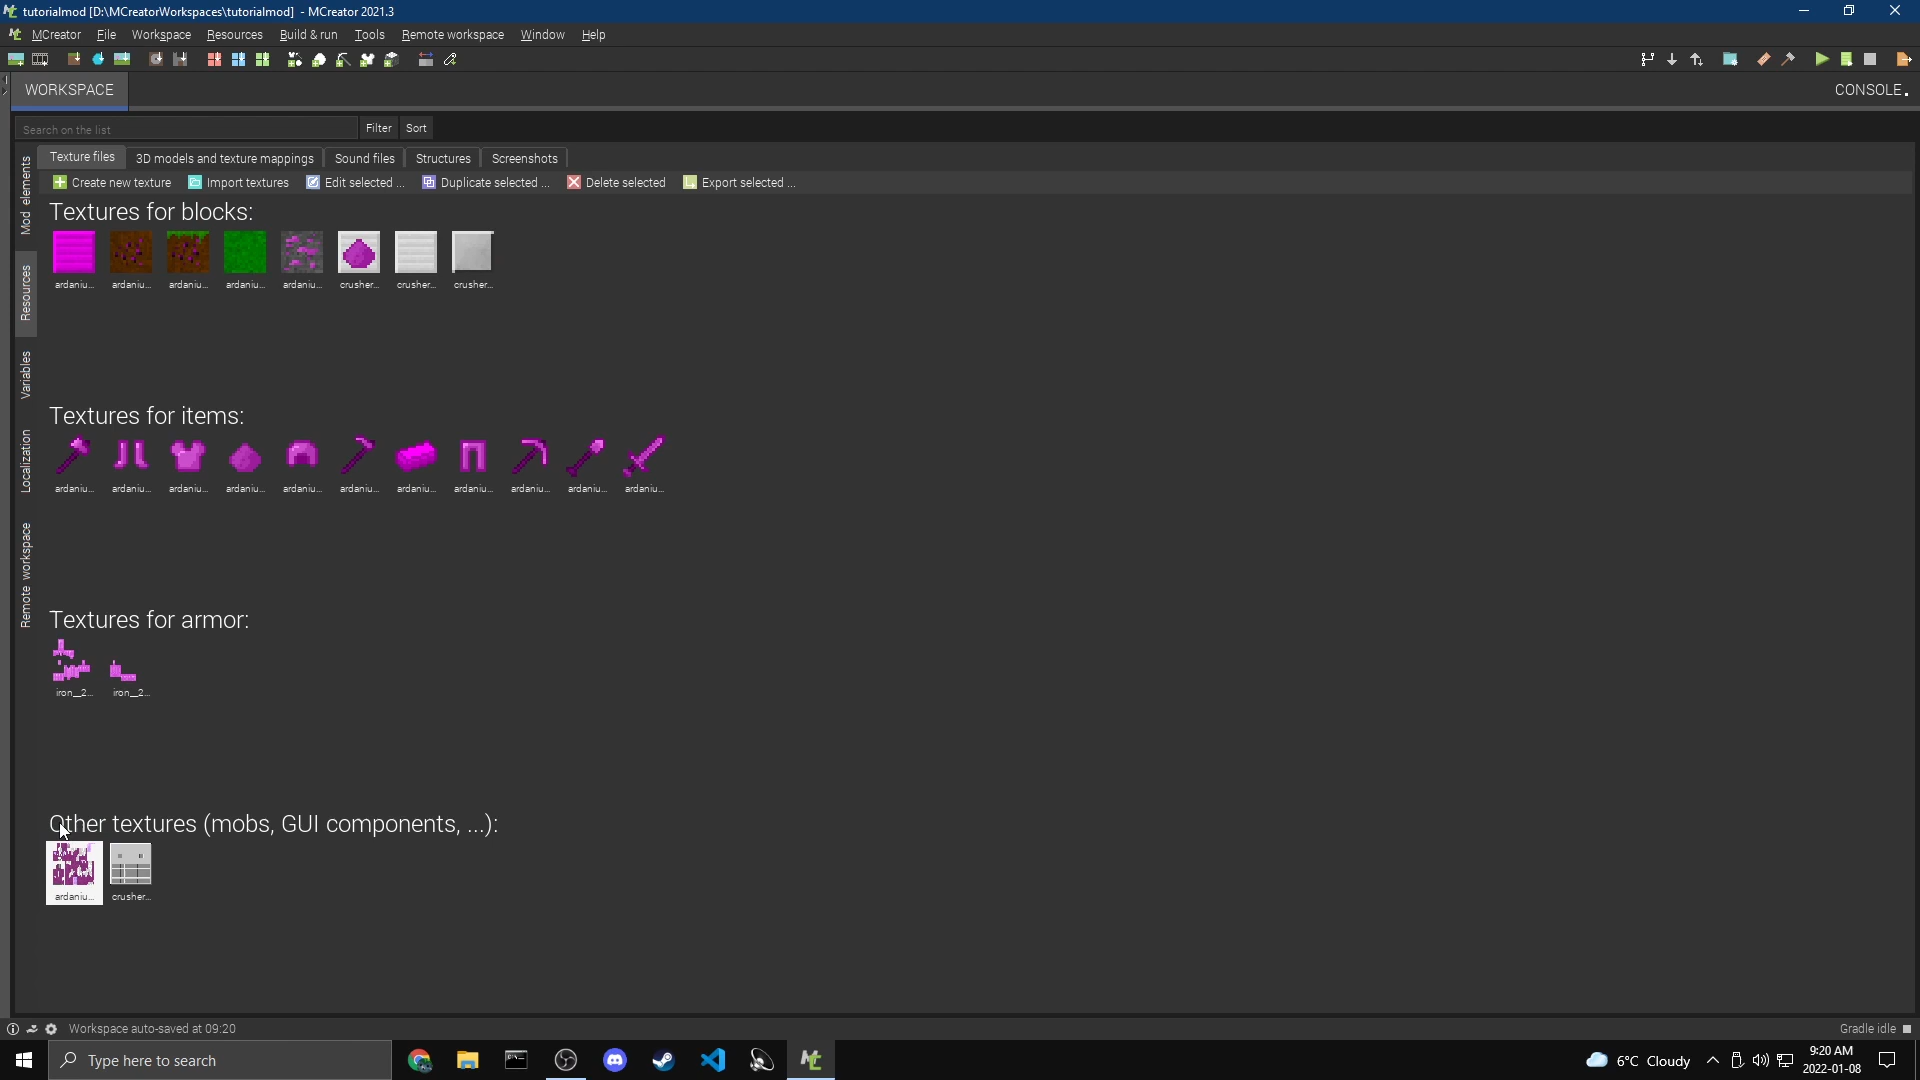 tutorialmod [D:\MCreatorWorkspaces\tutorialmod] - MCreator 2021.3
MCreator File Workspace Resources Build & run Tools Remote workspace Window Help
WORKSPACE
CONSOLE
Search on the list
Filter
Sort
Mod elements
Resources
Variables
Localization
Remote workspace
Texture files
3D models and texture mappings
Sound files
Structures
Screenshots
Create new texture
Import textures
Edit selected ...
Duplicate selected ...
Delete selected
Export selected ...
Textures for blocks:
ardaniu... ardaniu... ardaniu... ardaniu... ardaniu... crusher... crusher... crusher...
Textures for items:
ardaniu... ardaniu... ardaniu... ardaniu... ardaniu... ardaniu... ardaniu... ardaniu... ardaniu... ardaniu... ardaniu...
Textures for armor:
iron__2... iron__2...
Other textures (mobs, GUI components, ...):
ardaniu... crusher...
Workspace auto-saved at 09:20
Gradle idle
Type here to search
6°C Cloudy
9:20 AM
2022-01-08